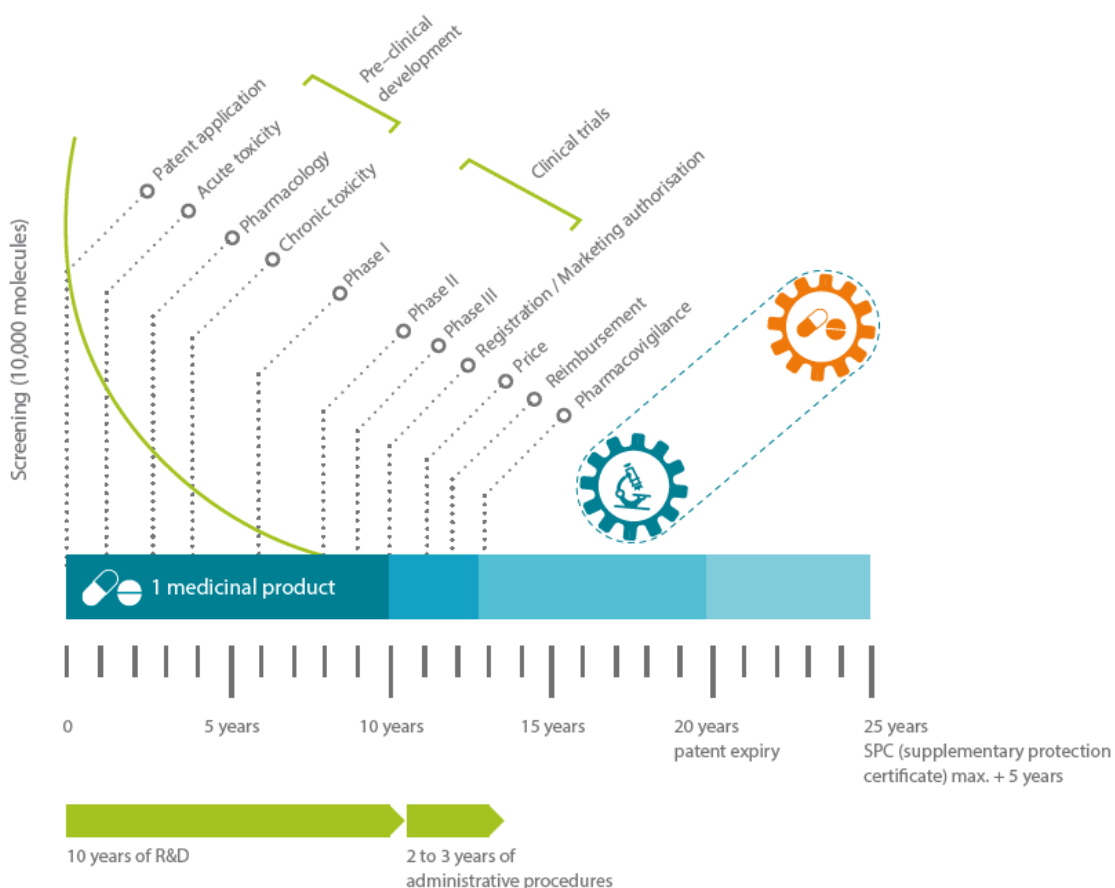 Pre–clinical
development
Patent application
Acute toxicity
Pharmacology
Chronic toxicity
Clinical trials
Phase I
Phase II
Phase III
Registration / Marketing authorisation
Price
Reimbursement
Pharmacovigilance
Screening (10,000 molecules)
1 medicinal product
0
5 years
10 years
15 years
20 years
patent expiry
25 years
SPC (supplementary protection
certificate) max. + 5 years
10 years of R&D
2 to 3 years of
administrative procedures